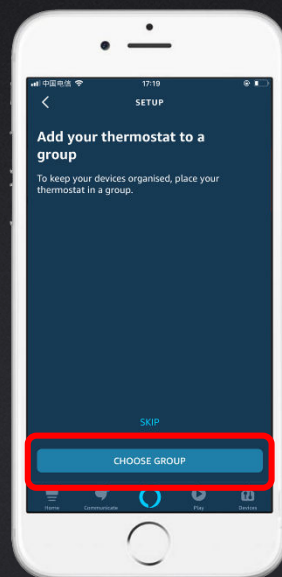 中国电信 17:19
SETUP
Add your thermostat to a
group
To keep your devices organised, place your
thermostat in a group.
SKIP
CHOOSE GROUP
Home Communicate Play Devices